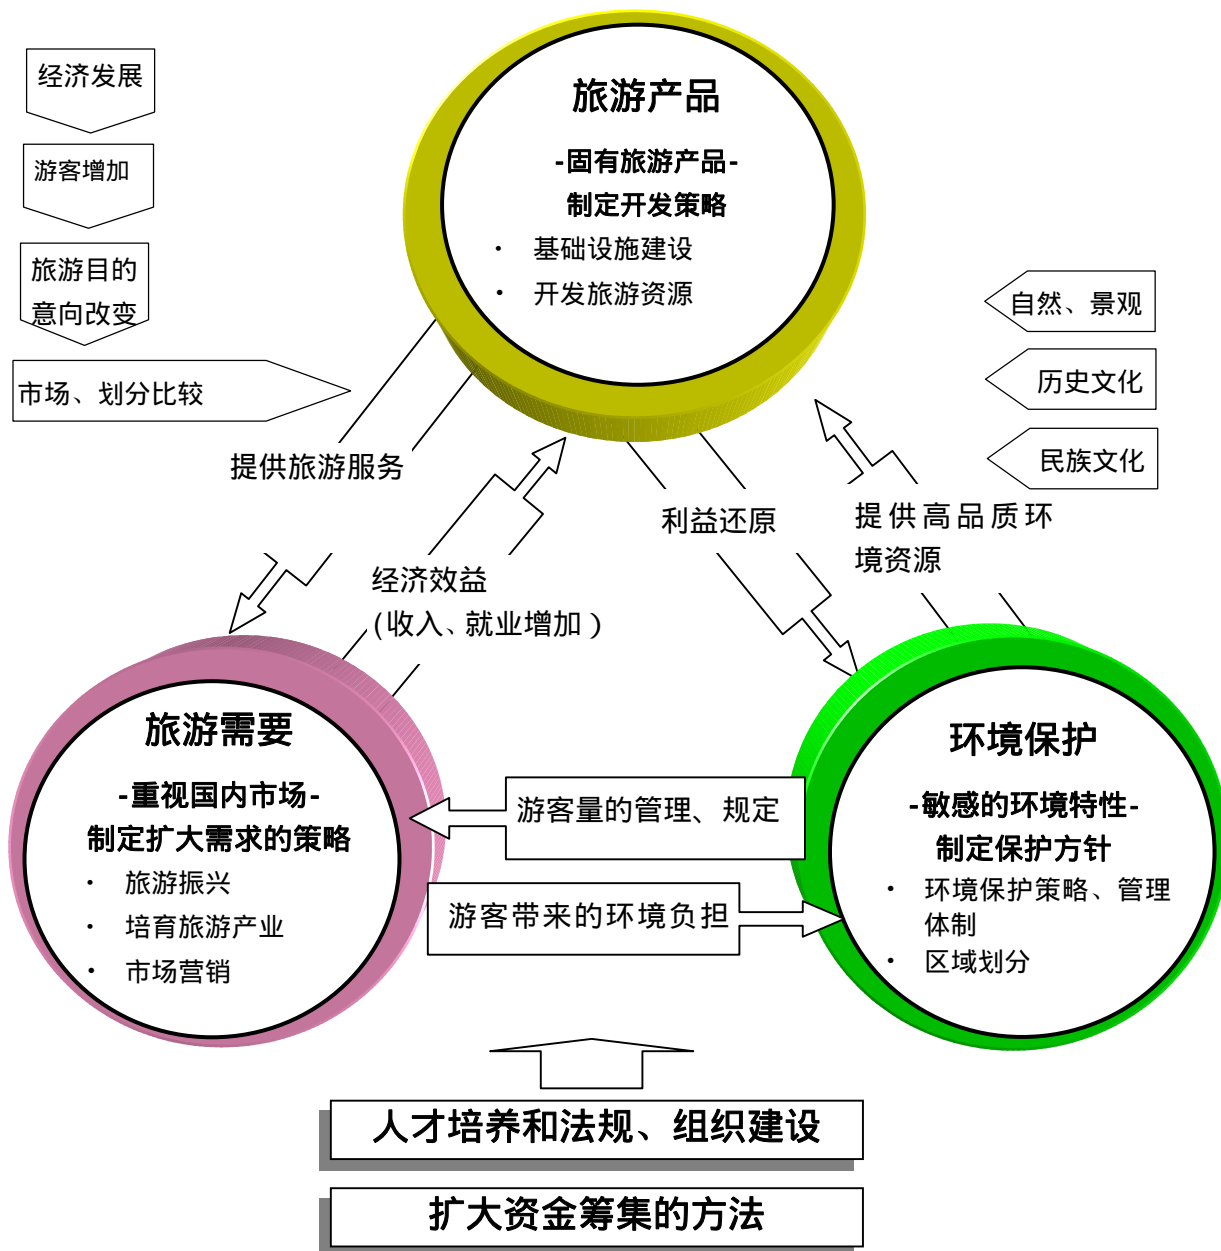 旅游产品
-固有旅游产品-
制定开发策略
· 基础设施建设
· 开发旅游资源
经济发展
游客增加
旅游目的
意向改变
市场、划分比较
自然、景观
历史文化
民族文化
提供旅游服务
经济效益
(收入、就业增加)
利益还原
提供高品质环
境资源
旅游需要
-重视国内市场-
制定扩大需求的策略
· 旅游振兴
· 培育旅游产业
· 市场营销
游客量的管理、规定
游客带来的环境负担
环境保护
-敏感的环境特性-
制定保护方针
· 环境保护策略、管理
体制
· 区域划分
人才培养和法规、组织建设
扩大资金筹集的方法